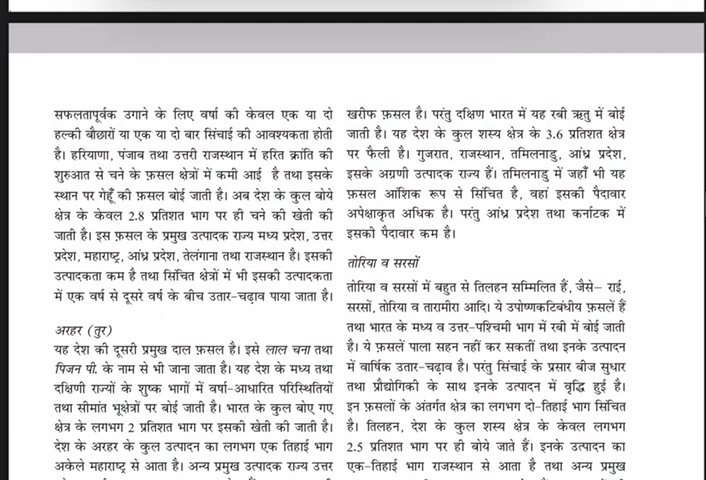 सफलतापूर्वक उगाने के लिए वर्षा की केवल एक या दो
हल्की बौछारों या एक या दो बार सिंचाई की आवश्यकता होती
है। हरियाणा, पंजाब तथा उत्तरी राजस्थान में हरित क्रांति की
शुरुआत से चने के फ़सल क्षेत्रों में कमी आई है तथा इसके
स्थान पर गेहूँ की फ़सल बोई जाती है। अब देश के कुल बोये
क्षेत्र के केवल 2.8 प्रतिशत भाग पर ही चने की खेती की
जाती है। इस फ़सल के प्रमुख उत्पादक राज्य मध्य प्रदेश, उत्तर
प्रदेश, महाराष्ट्र, आंध्र प्रदेश, तेलंगाना तथा राजस्थान है। इसकी
उत्पादकता कम है तथा सिंचित क्षेत्रों में भी इसकी उत्पादकता
में एक वर्ष से दूसरे वर्ष के बीच उतार-चढ़ाव पाया जाता है।
अरहर (तुर)
यह देश की दूसरी प्रमुख दाल फ़सल है। इसे लाल चना तथा
पिजन पी. के नाम से भी जाना जाता है। यह देश के मध्य तथा
दक्षिणी राज्यों के शुष्क भागों में वर्षा-आधारित परिस्थितियों
तथा सीमांत भूक्षेत्रों पर बोई जाती है। भारत के कुल बोए गए
क्षेत्र के लगभग 2 प्रतिशत भाग पर इसकी खेती की जाती है।
देश के अरहर के कुल उत्पादन का लगभग एक तिहाई भाग
अकेले महाराष्ट्र से आता है। अन्य प्रमुख उत्पादक राज्य उत्तर
खरीफ फ़सल है। परंतु दक्षिण भारत में यह रबी ऋतु में बोई
जाती है। यह देश के कुल शस्य क्षेत्र के 3.6 प्रतिशत क्षेत्र
पर फैली है। गुजरात, राजस्थान, तमिलनाडु, आंध्र प्रदेश,
इसके अग्रणी उत्पादक राज्य हैं। तमिलनाडु में जहाँ भी यह
फ़सल आंशिक रूप से सिंचित है, वहां इसकी पैदावार
अपेक्षाकृत अधिक है। परंतु आंध्र प्रदेश तथा कर्नाटक में
इसकी पैदावार कम है।
तोरिया व सरसों
तोरिया व सरसों में बहुत से तिलहन सम्मिलित हैं, जैसे– राई,
सरसों, तोरिया व तारामीरा आदि। ये उपोष्णकटिबंधीय फ़सलें हैं
तथा भारत के मध्य व उत्तर-पश्चिमी भाग में रबी में बोई जाती
है। ये फ़सलें पाला सहन नहीं कर सकतीं तथा इनके उत्पादन
में वार्षिक उतार-चढ़ाव है। परंतु सिंचाई के प्रसार बीज सुधार
तथा प्रौद्योगिकी के साथ इनके उत्पादन में वृद्धि हुई है।
इन फ़सलों के अंतर्गत क्षेत्र का लगभग दो-तिहाई भाग सिंचित
है। तिलहन, देश के कुल शस्य क्षेत्र के केवल लगभग
2.5 प्रतिशत भाग पर ही बोये जाते हैं। इनके उत्पादन का
एक-तिहाई भाग राजस्थान से आता है तथा अन्य प्रमुख